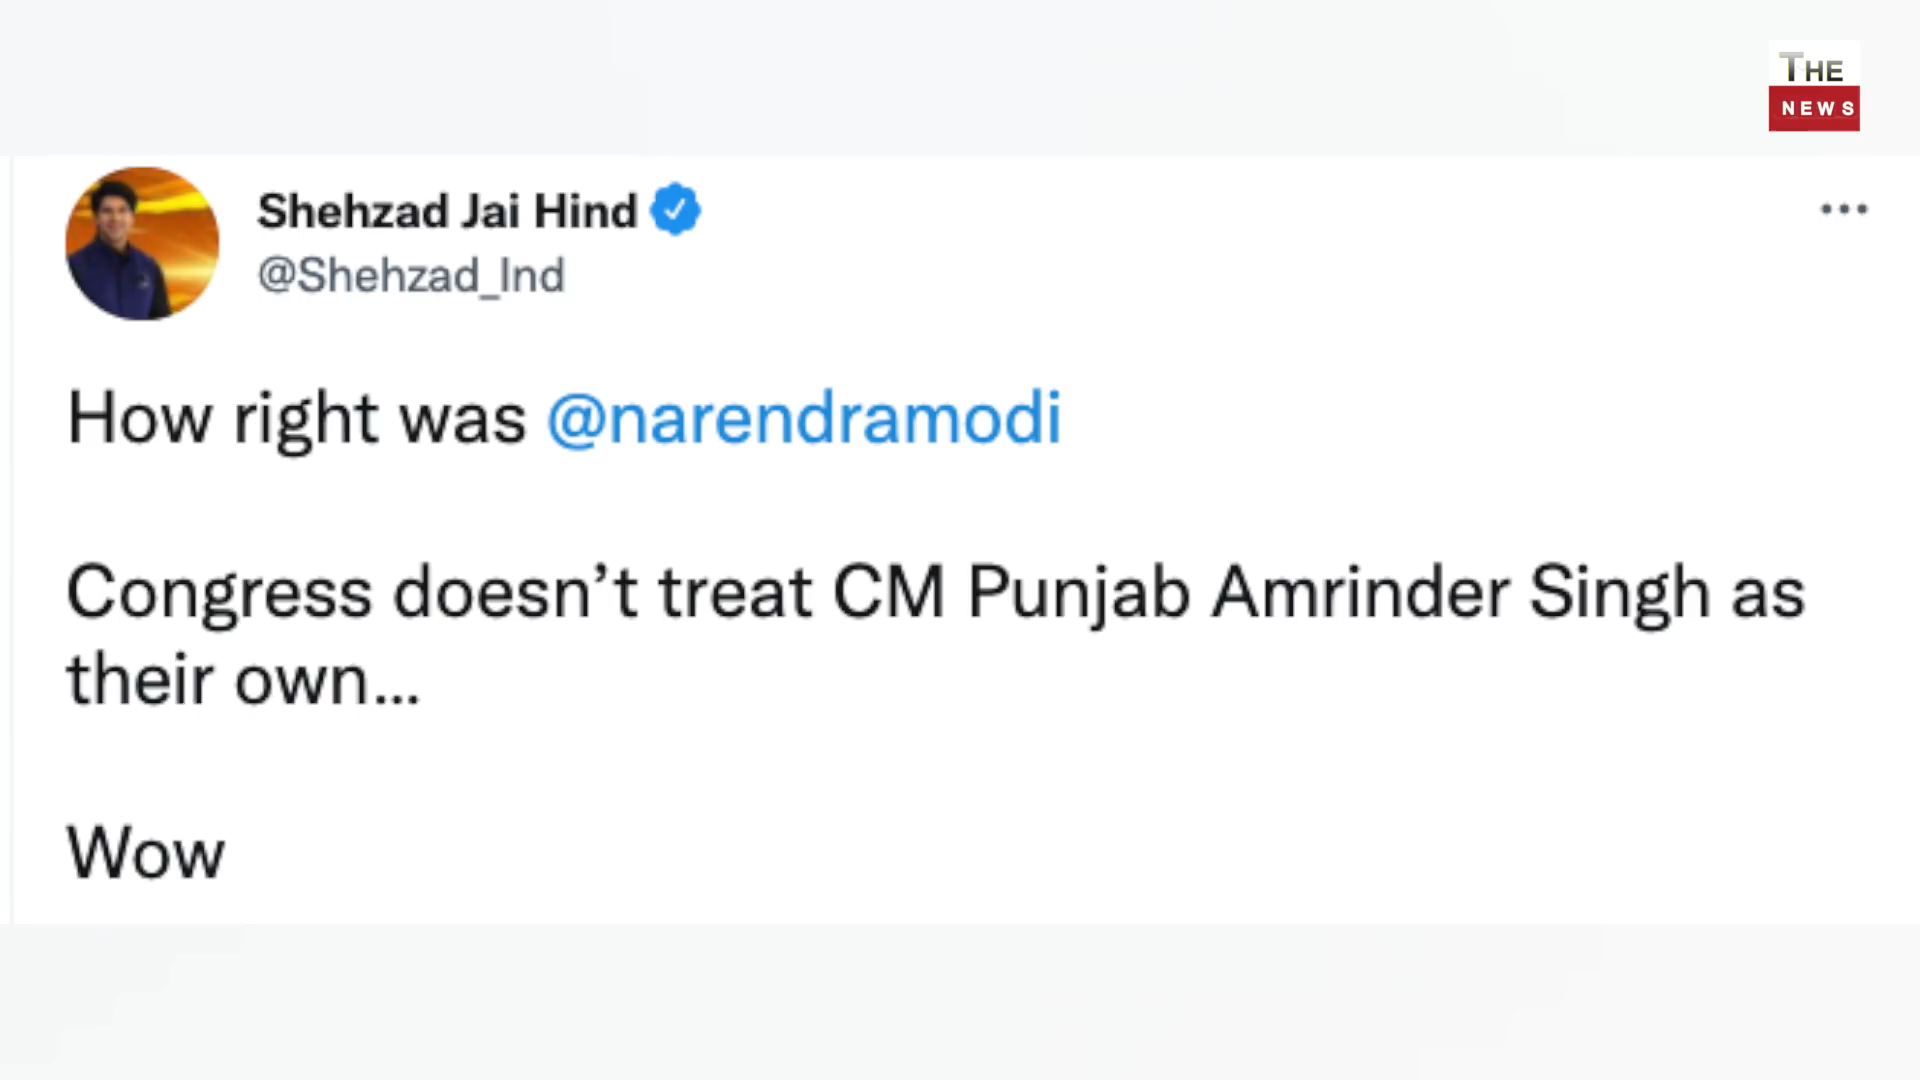 THE
NEWS
Shehzad Jai Hind
@Shehzad_Ind
How right was @narendramodi
Congress doesn’t treat CM Punjab Amrinder Singh as
their own...
Wow